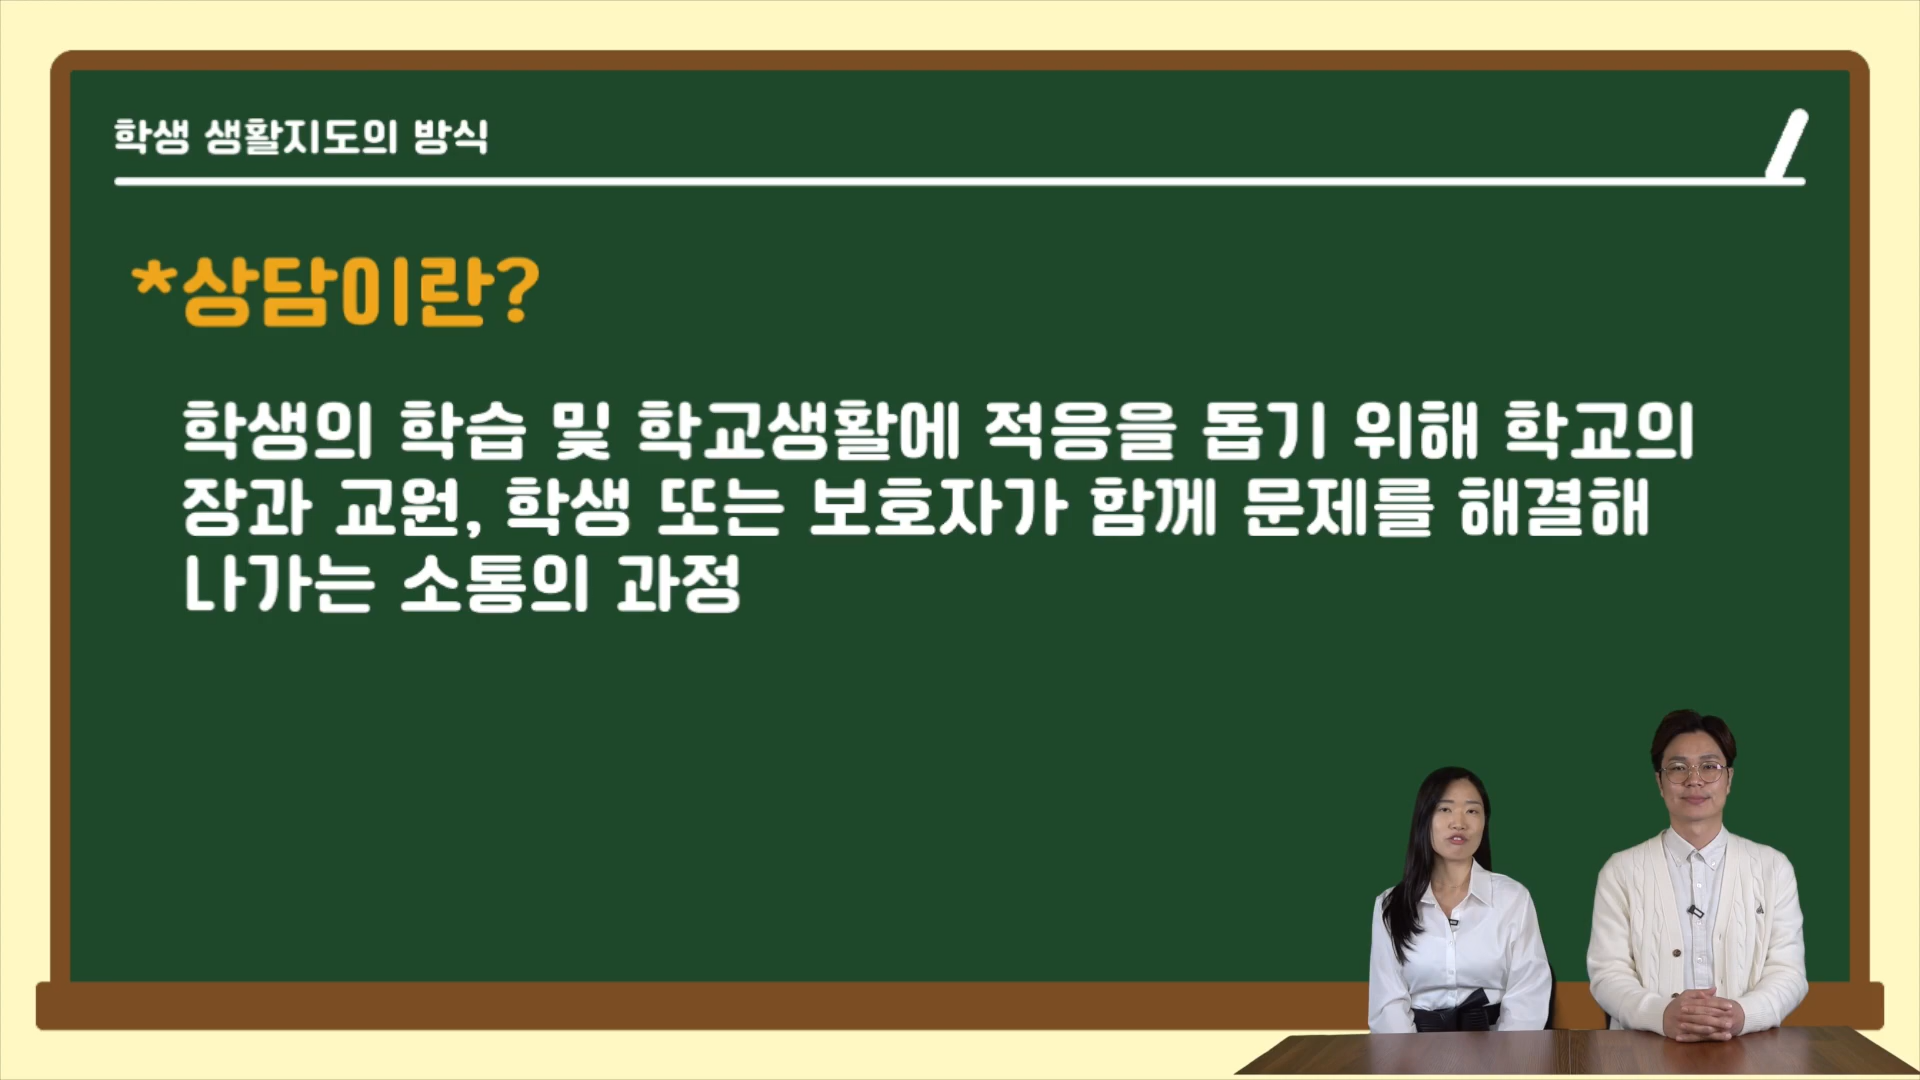 학생 생활지도의 방식
*상담이란?
학생의 학습 및 학교생활에 적응을 돕기 위해 학교의
장과 교원, 학생 또는 보호자가 함께 문제를 해결해
나가는 소통의 과정